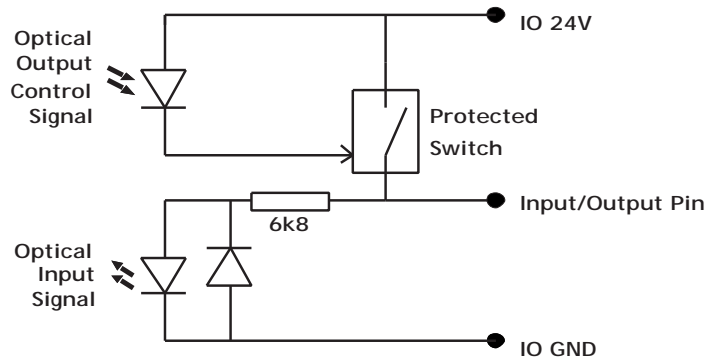 IO 24V
Optical
Output
Control
Signal
Protected
Switch
Input/Output Pin
6k8
Optical
Input
Signal
IO GND